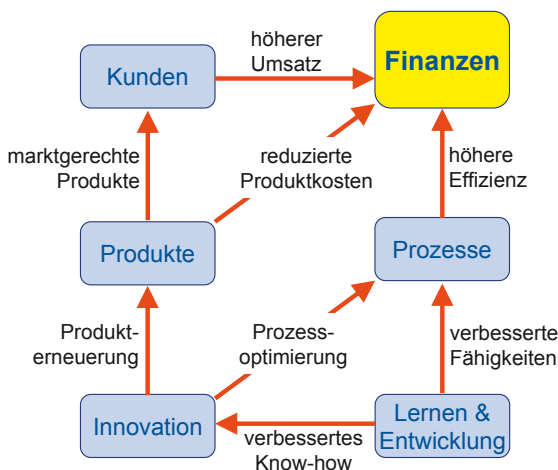 höherer
Umsatz
Kunden
Finanzen
marktgerechte
Produkte
reduzierte
Produktkosten
höhere
Effizienz
Produkte
Prozesse
Produkt-
erneuerung
Prozess-
optimierung
verbesserte
Fähigkeiten
Innovation
verbessertes
Know-how
Lernen &
Entwicklung